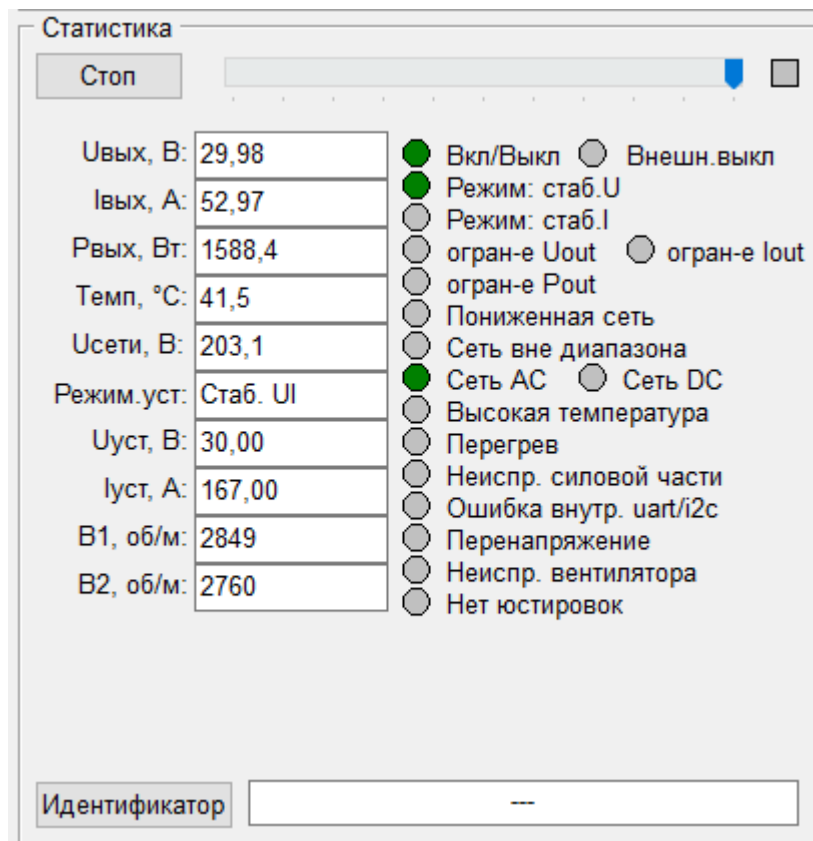 Статистика
Стоп
Uвых, В: 29,98
Вкл/Выкл Внешн.выкл
Режим: стаб.U
Iвых, А: 52,97
Режим: стаб.I
Рвых, Вт: 1588,4
огран-е Uout огран-е Iout
огран-е Pout
Темп, °С: 41,5
Пониженная сеть
Uсети, В: 203,1
Сеть вне диапазона
Режим.уст: Стаб. UI
Сеть AC Сеть DC
Высокая температура
Uуст, В: 30,00
Перегрев
Iуст, А: 167,00
Неиспр. силовой части
Ошибка внутр. uart/i2c
В1, об/м: 2849
Перенапряжение
В2, об/м: 2760
Неиспр. вентилятора
Нет юстировок
Идентификатор ---